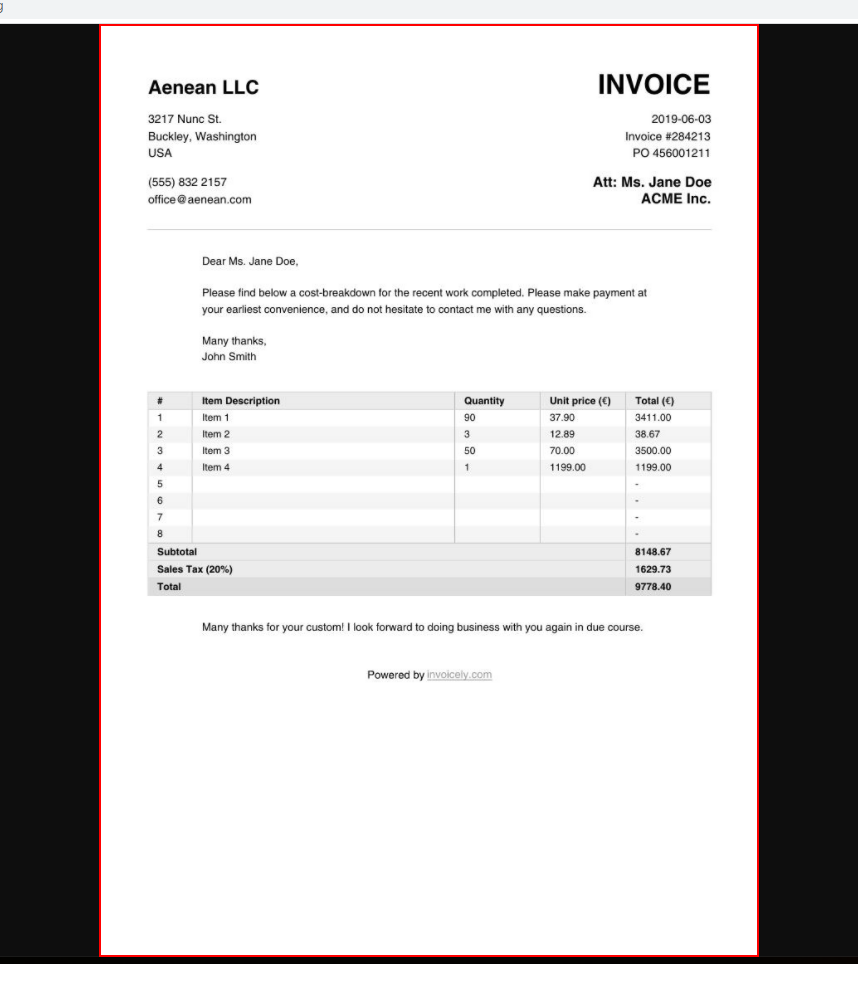 g
Aenean LLC
INVOICE
3217 Nunc St.
2019-06-03
Buckley, Washington
Invoice #284213
USA
PO 456001211
(555) 832 2157
Att: Ms. Jane Doe
office@aenean.com
ACME Inc.
Dear Ms. Jane Doe,
Please find below a cost-breakdown for the recent work completed. Please make payment at
your earliest convenience, and do not hesitate to contact me with any questions.
Many thanks,
John Smith
# Item Description Quantity Unit price (€) Total (€)
1 Item 1 90 37.90 3411.00
2 Item 2 3 12.89 38.67
3 Item 3 50 70.00 3500.00
4 Item 4 1 1199.00 1199.00
5 -
6 -
7 -
8 -
Subtotal 8148.67
Sales Tax (20%) 1629.73
Total 9778.40
Many thanks for your custom! I look forward to doing business with you again in due course.
Powered by invoicely.com